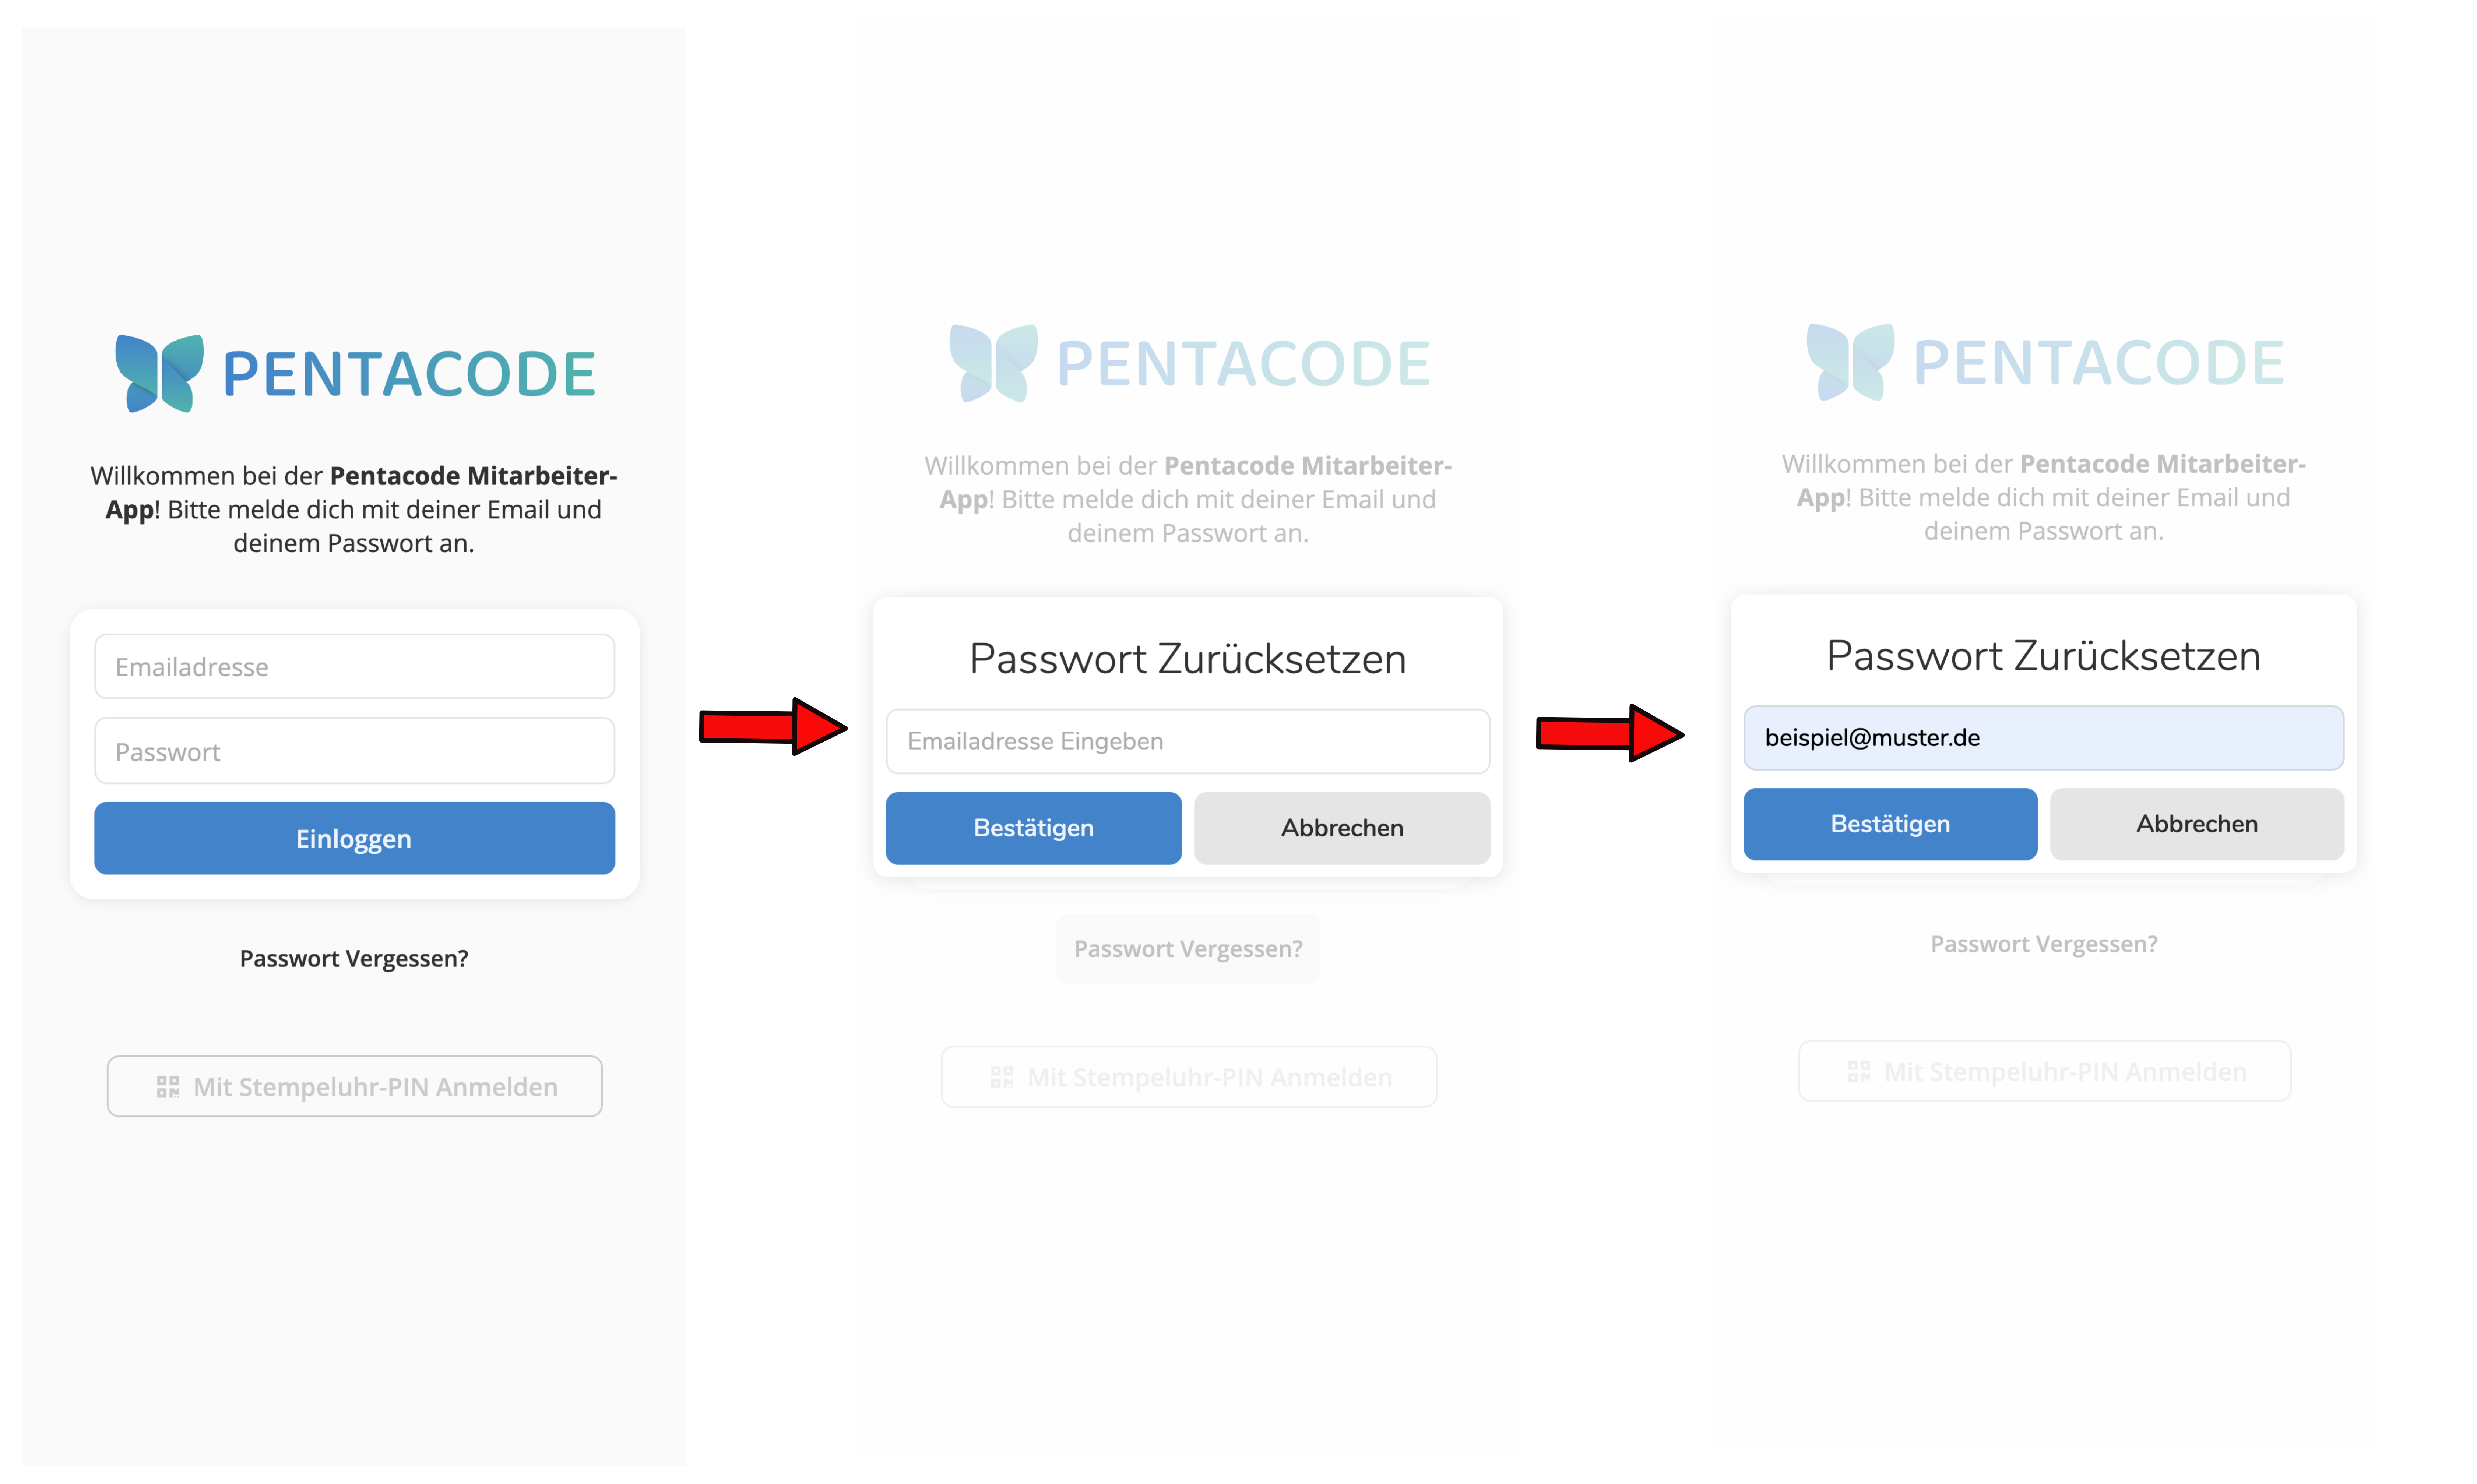 PENTACODE
Willkommen bei der Pentacode Mitarbeiter-
App! Bitte melde dich mit deiner Email und
deinem Passwort an.
Emailadresse
Passwort
Einloggen
Passwort Vergessen?
Mit Stempeluhr-PIN Anmelden
PENTACODE
Willkommen bei der Pentacode Mitarbeiter-
App! Bitte melde dich mit deiner Email und
deinem Passwort an.
Passwort Zurücksetzen
Emailadresse Eingeben
Bestätigen
Abbrechen
Passwort Vergessen?
Mit Stempeluhr-PIN Anmelden
PENTACODE
Willkommen bei der Pentacode Mitarbeiter-
App! Bitte melde dich mit deiner Email und
deinem Passwort an.
Passwort Zurücksetzen
beispiel@muster.de
Bestätigen
Abbrechen
Passwort Vergessen?
Mit Stempeluhr-PIN Anmelden